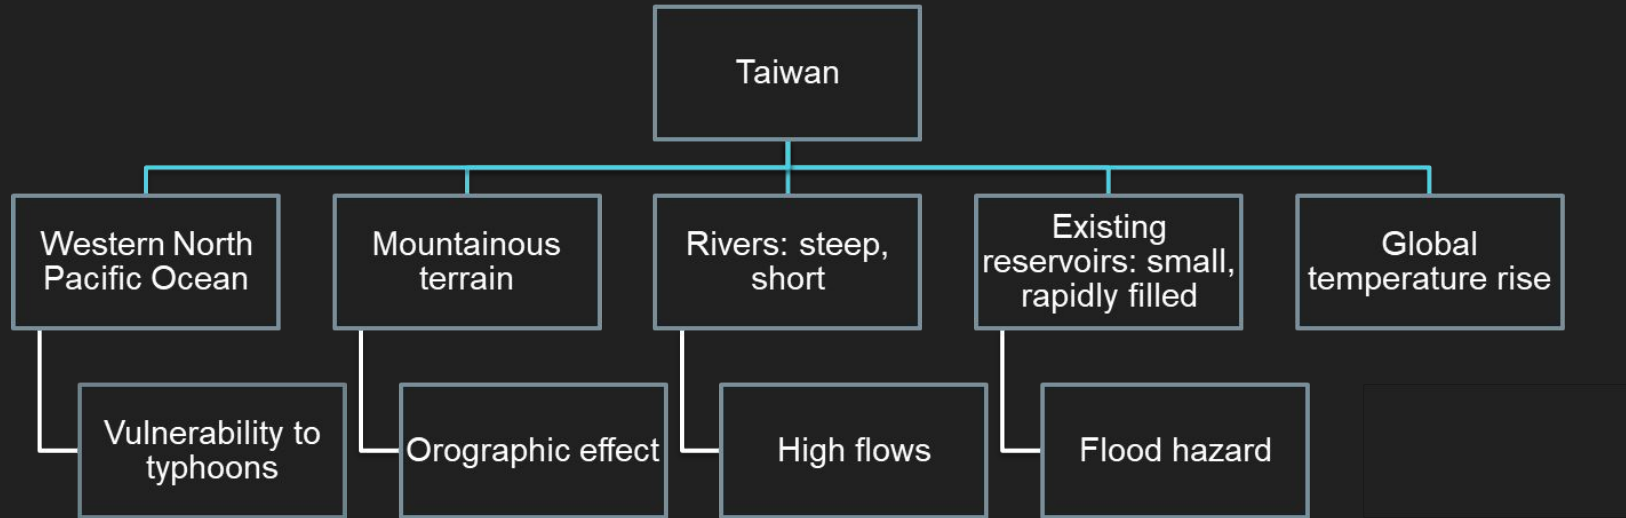 Taiwan
Western North
Pacific Ocean
Mountainous
terrain
Rivers: steep,
short
Existing
reservoirs: small,
rapidly filled
Global
temperature rise
Vulnerability to
typhoons
Orographic effect
High flows
Flood hazard